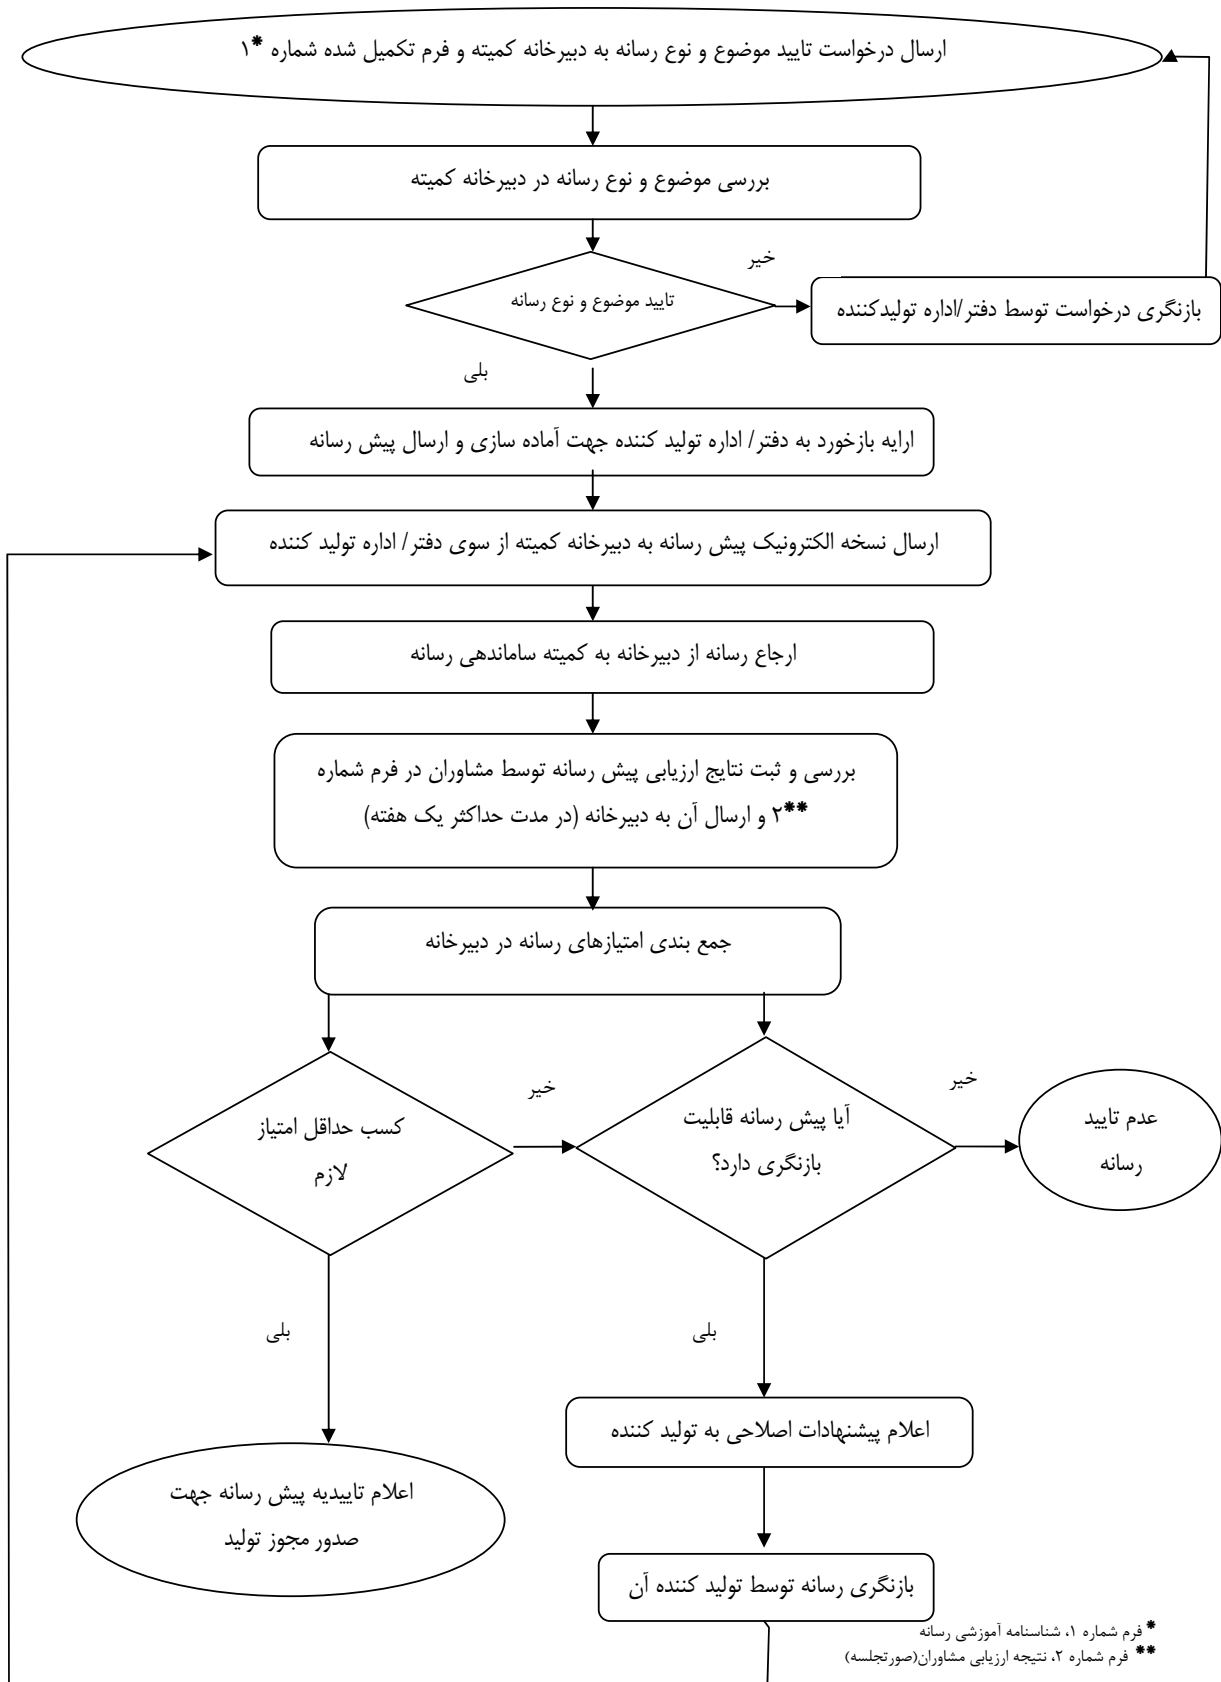 ارسال درخواست تایید موضوع و نوع رسانه به دبیرخانه کمیته و فرم تکمیل شده شماره *۱
بررسی موضوع و نوع رسانه در دبیرخانه کمیته
خیر
تایید موضوع و نوع رسانه
بازنگری درخواست توسط دفتر/اداره تولیدکننده
بلی
ارایه بازخورد به دفتر/ اداره تولید کننده جهت آماده سازی و ارسال پیش رسانه
ارسال نسخه الکترونیک پیش رسانه به دبیرخانه کمیته از سوی دفتر/ اداره تولید کننده
ارجاع رسانه از دبیرخانه به کمیته ساماندهی رسانه
بررسی و ثبت نتایج ارزیابی پیش رسانه توسط مشاوران در فرم شماره
**۲ و ارسال آن به دبیرخانه (در مدت حداکثر یک هفته)
جمع بندی امتیازهای رسانه در دبیرخانه
خیر
خیر
عدم تایید
رسانه
آیا پیش رسانه قابلیت
بازنگری دارد؟
کسب حداقل امتیاز
لازم
بلی
بلی
اعلام پیشنهادات اصلاحی به تولید کننده
اعلام تاییدیه پیش رسانه جهت
صدور مجوز تولید
بازنگری رسانه توسط تولید کننده آن
* فرم شماره ۱، شناسنامه آموزشی رسانه
** فرم شماره ۲، نتیجه ارزیابی مشاوران(صورتجلسه)